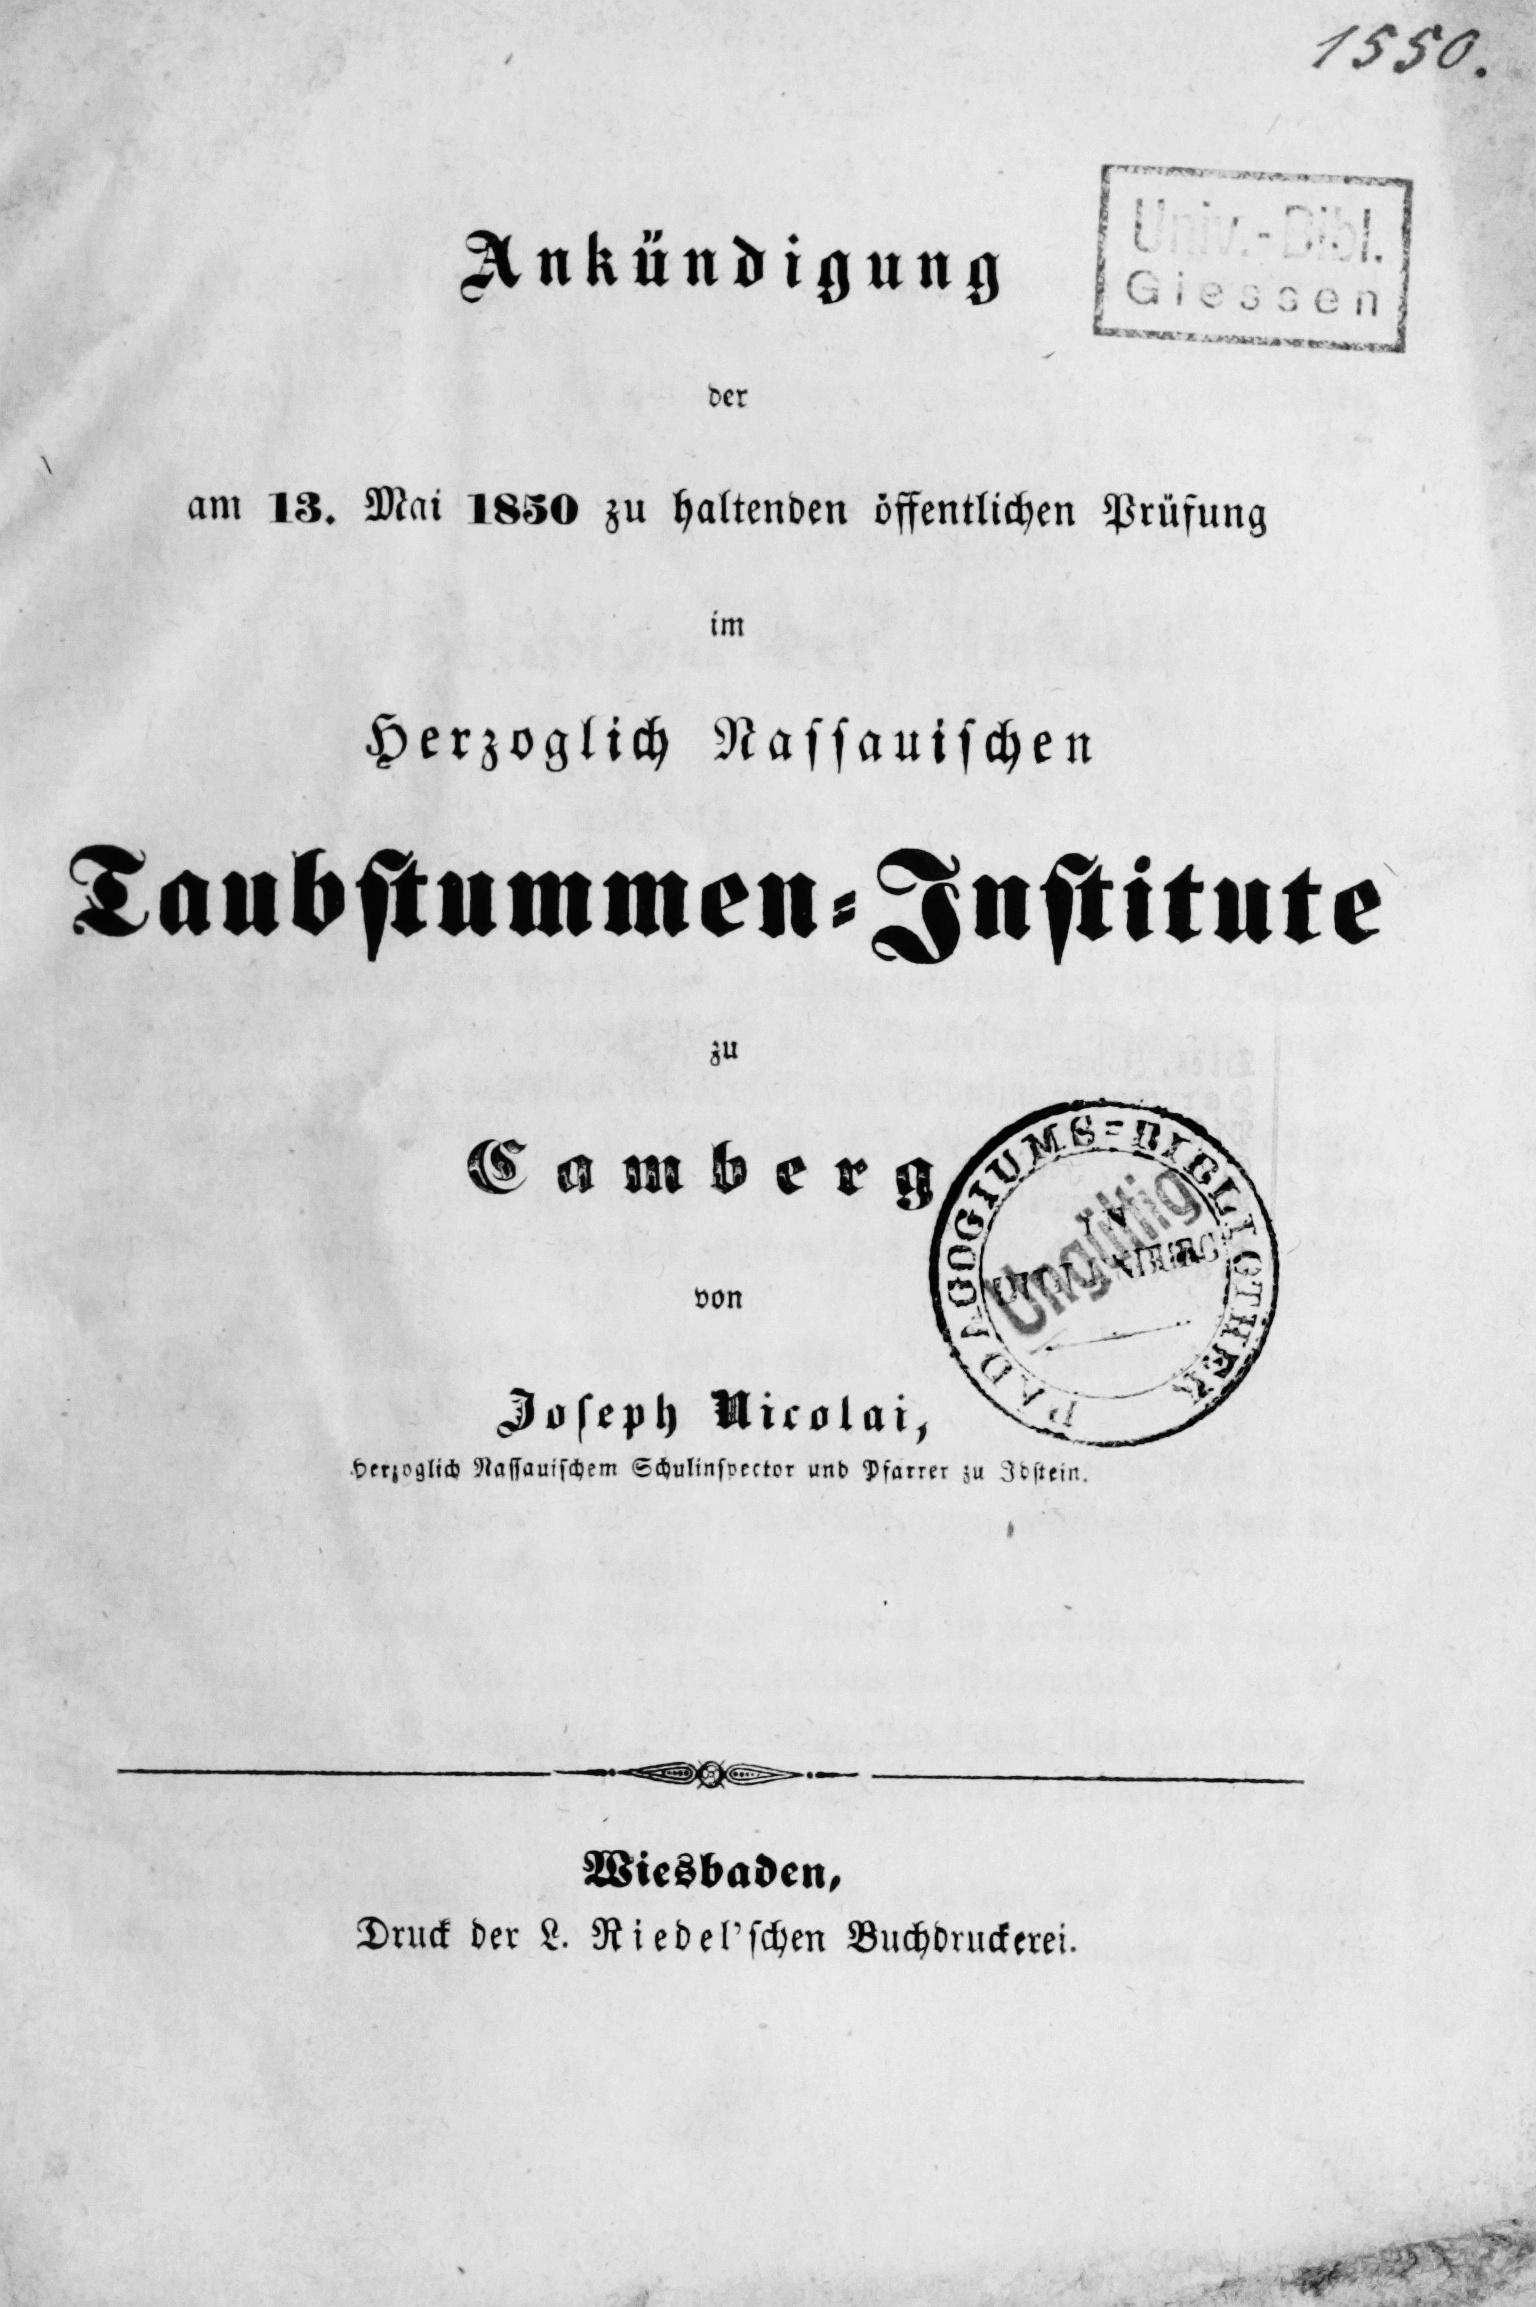 1550.
Univ.-Bibl.
Giessen
Ankündigung
der
am 13. Mai 1850 zu haltenden öffentlichen Prüfung
im
Herzoglich Nassauischen
Taubstummen-Institute
zu
Camberg
PÄDAGOGIUMS-BIBLIOTHEK
Ungültig
von
Joseph Nicolai,
Herzoglich Nassauischem Schulinspector und Pfarrer zu Idstein.
Wiesbaden,
Druck der L. Riedel'schen Buchdruckerei.